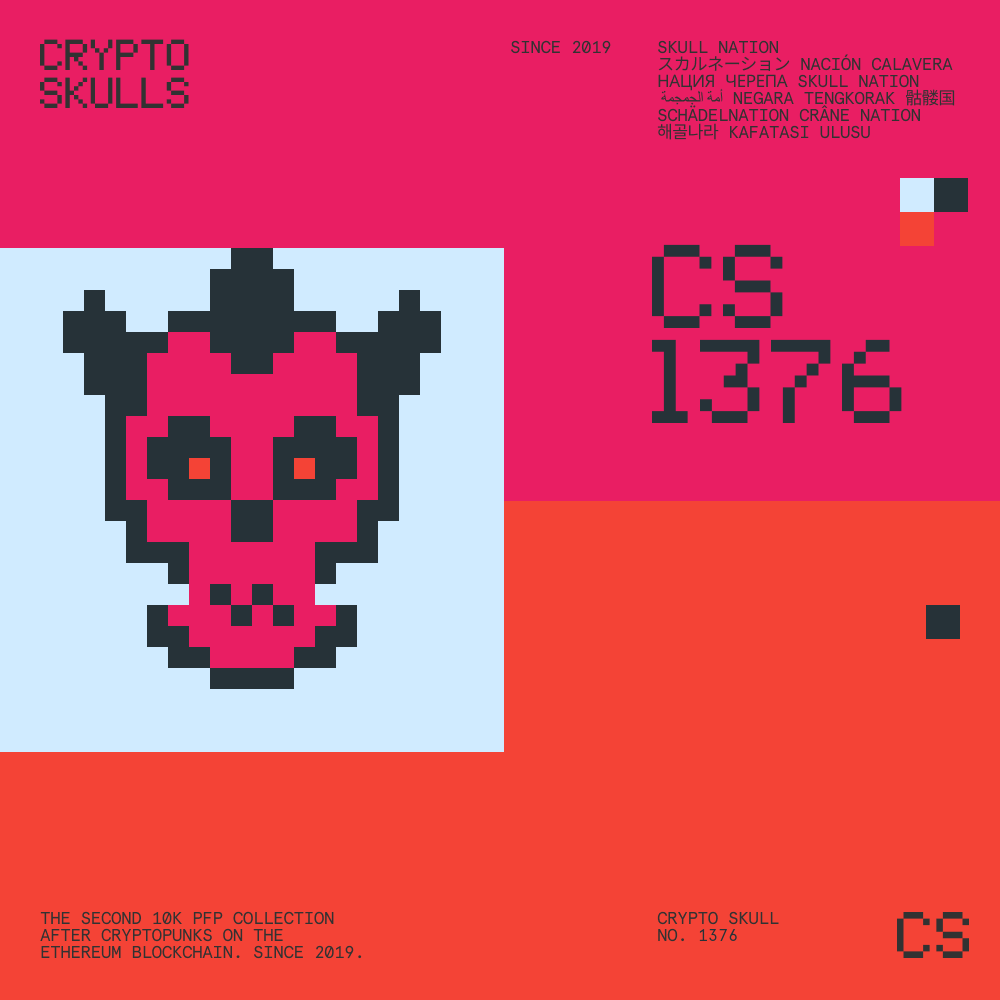 CRYPTO
SKULLS
SINCE 2019
SKULL NATION
スカルネーション NACIÓN CALAVERA
НАЦИЯ ЧЕРЕПА SKULL NATION
أمة الجمجمة NEGARA TENGKORAK 骷髅国
SCHÄDELNATION CRÂNE NATION
해골나라 KAFATASI ULUSU
CS
1376
THE SECOND 10K PFP COLLECTION
AFTER CRYPTOPUNKS ON THE
ETHEREUM BLOCKCHAIN. SINCE 2019.
CRYPTO SKULL
NO. 1376
CS